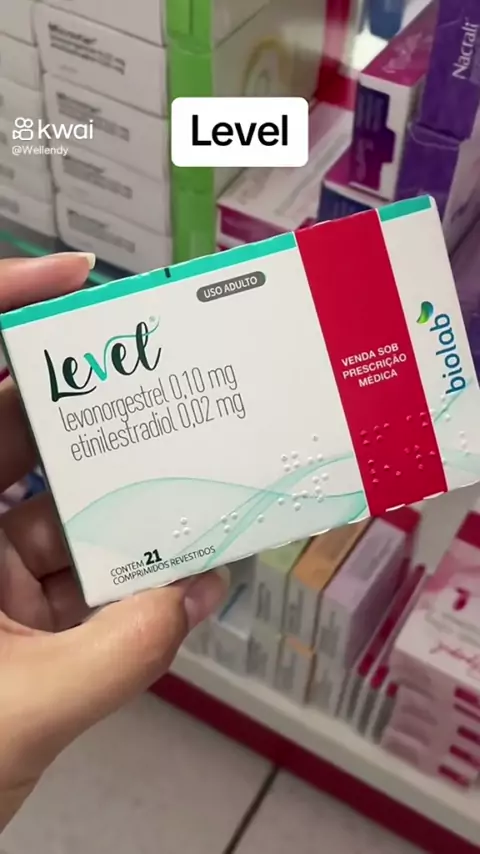 Level
kwai
@Wellendy
Nacrali
USO ADULTO
Level
levonorgestrel 0,10 mg
etinilestradiol 0,02 mg
VENDA SOB
PRESCRIÇÃO
MÉDICA
biolab
CONTÉM 21
COMPRIMIDOS REVESTIDOS